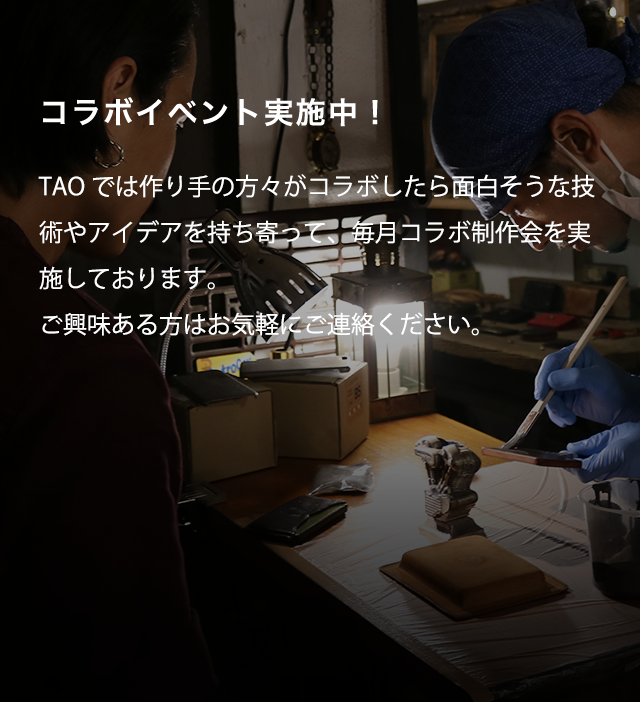 コラボイベント実施中！
TAO では作り手の方々がコラボしたら面白そうな技
術やアイデアを持ち寄って、毎月コラボ制作会を実
施しております。
ご興味ある方はお気軽にご連絡ください。